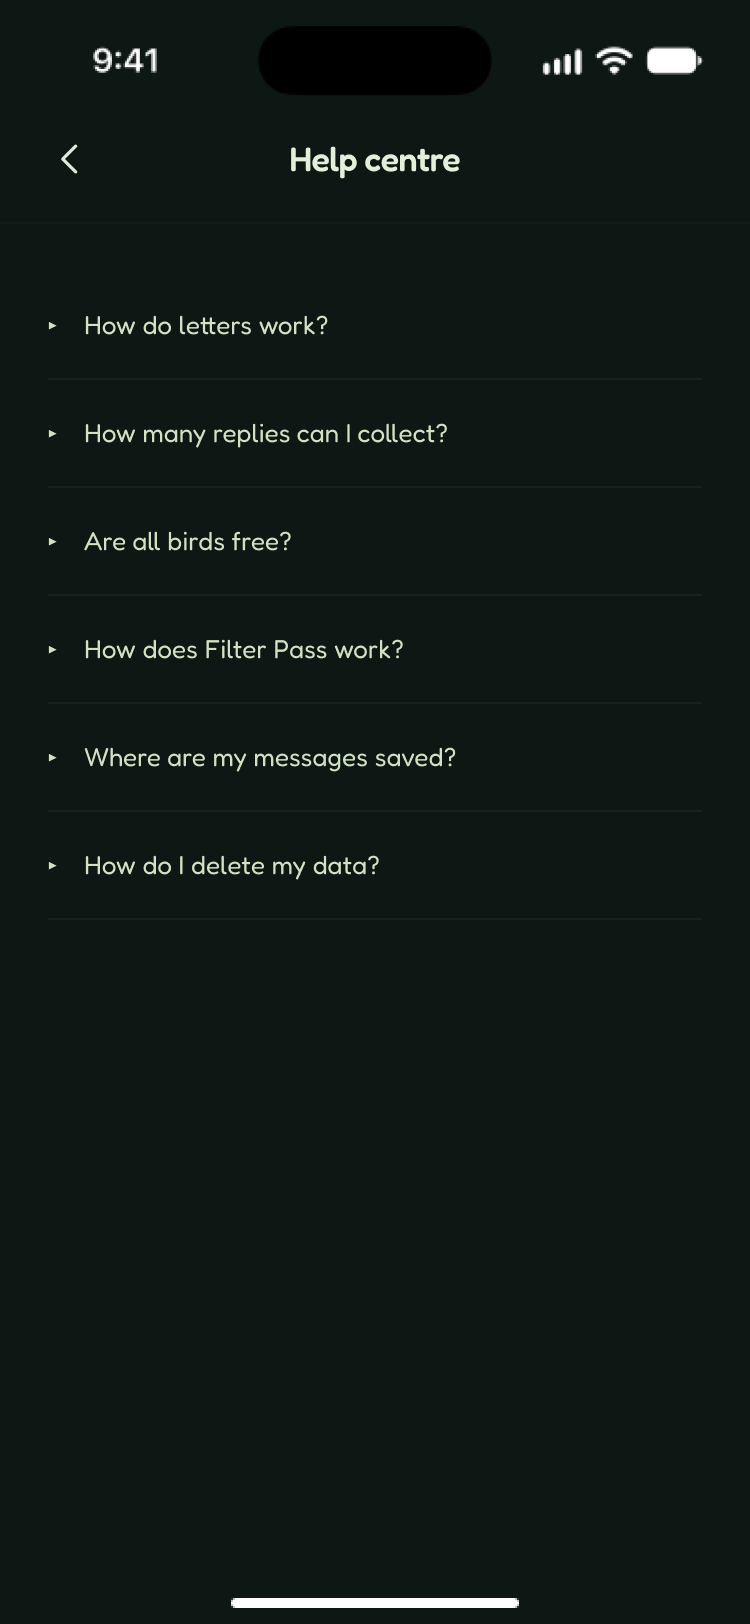 9:41
Help centre
How do letters work?
How many replies can I collect?
Are all birds free?
How does Filter Pass work?
Where are my messages saved?
How do I delete my data?